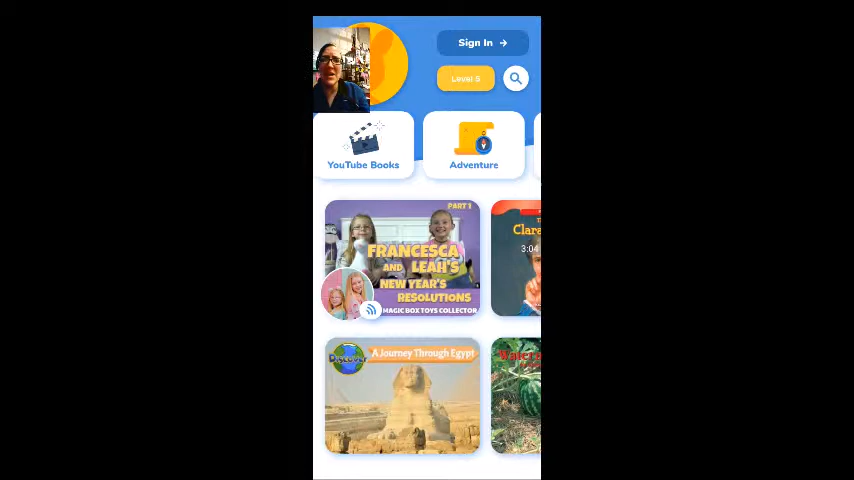 Sign In
Level 5
YouTube Books
Adventure
PART 1
FRANCESCA
AND LEAH'S
NEW YEAR'S
RESOLUTIONS
MAGIC BOX TOYS COLLECTOR
Clara
3:04
Discover
A Journey Through Egypt